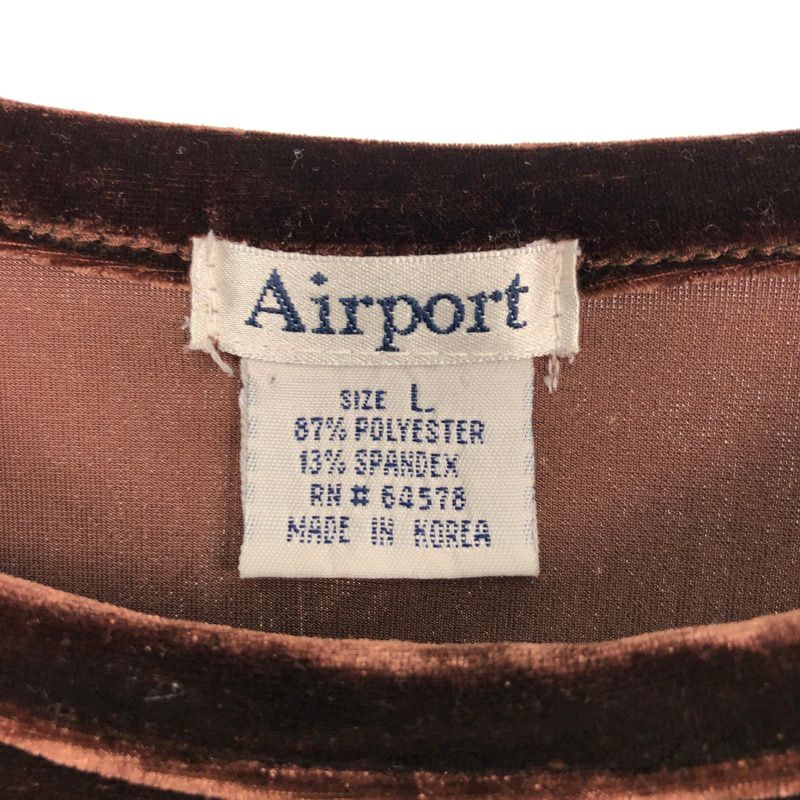 Airport
SIZE L
87% POLYESTER
13% SPANDEX
RN # 64578
MADE IN KOREA